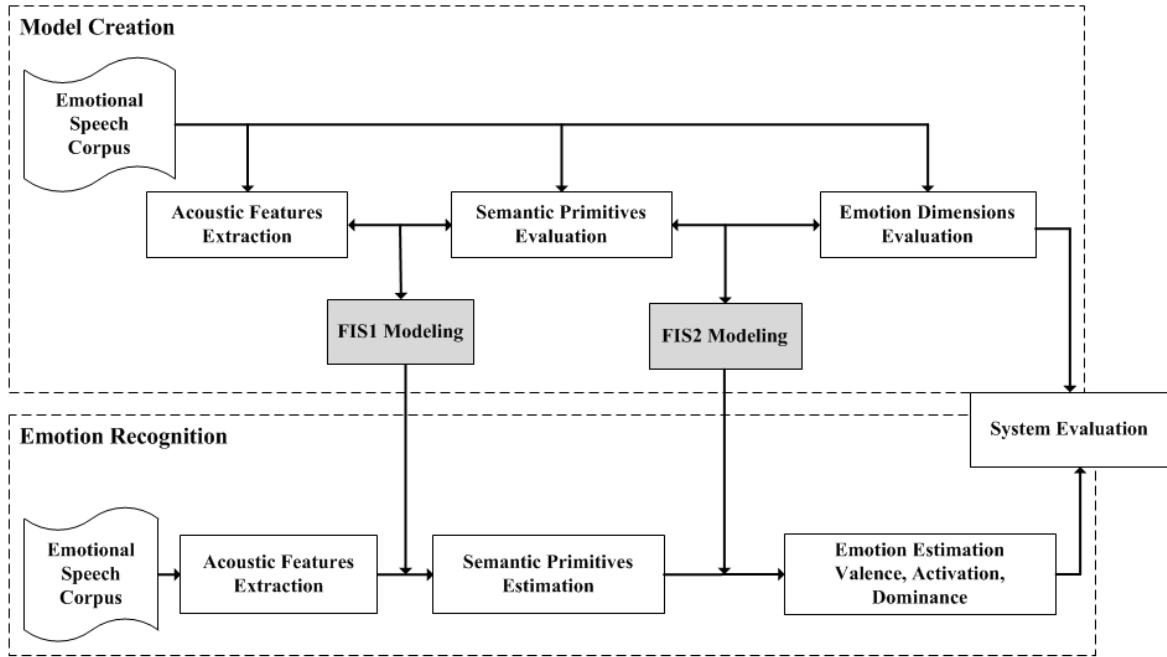 Model Creation
Emotional
Speech
Corpus
Acoustic Features
Extraction
Semantic Primitives
Evaluation
Emotion Dimensions
Evaluation
FIS1 Modeling
FIS2 Modeling
System Evaluation
Emotion Recognition
Emotional
Speech
Corpus
Acoustic Features
Extraction
Semantic Primitives
Estimation
Emotion Estimation
Valence, Activation,
Dominance